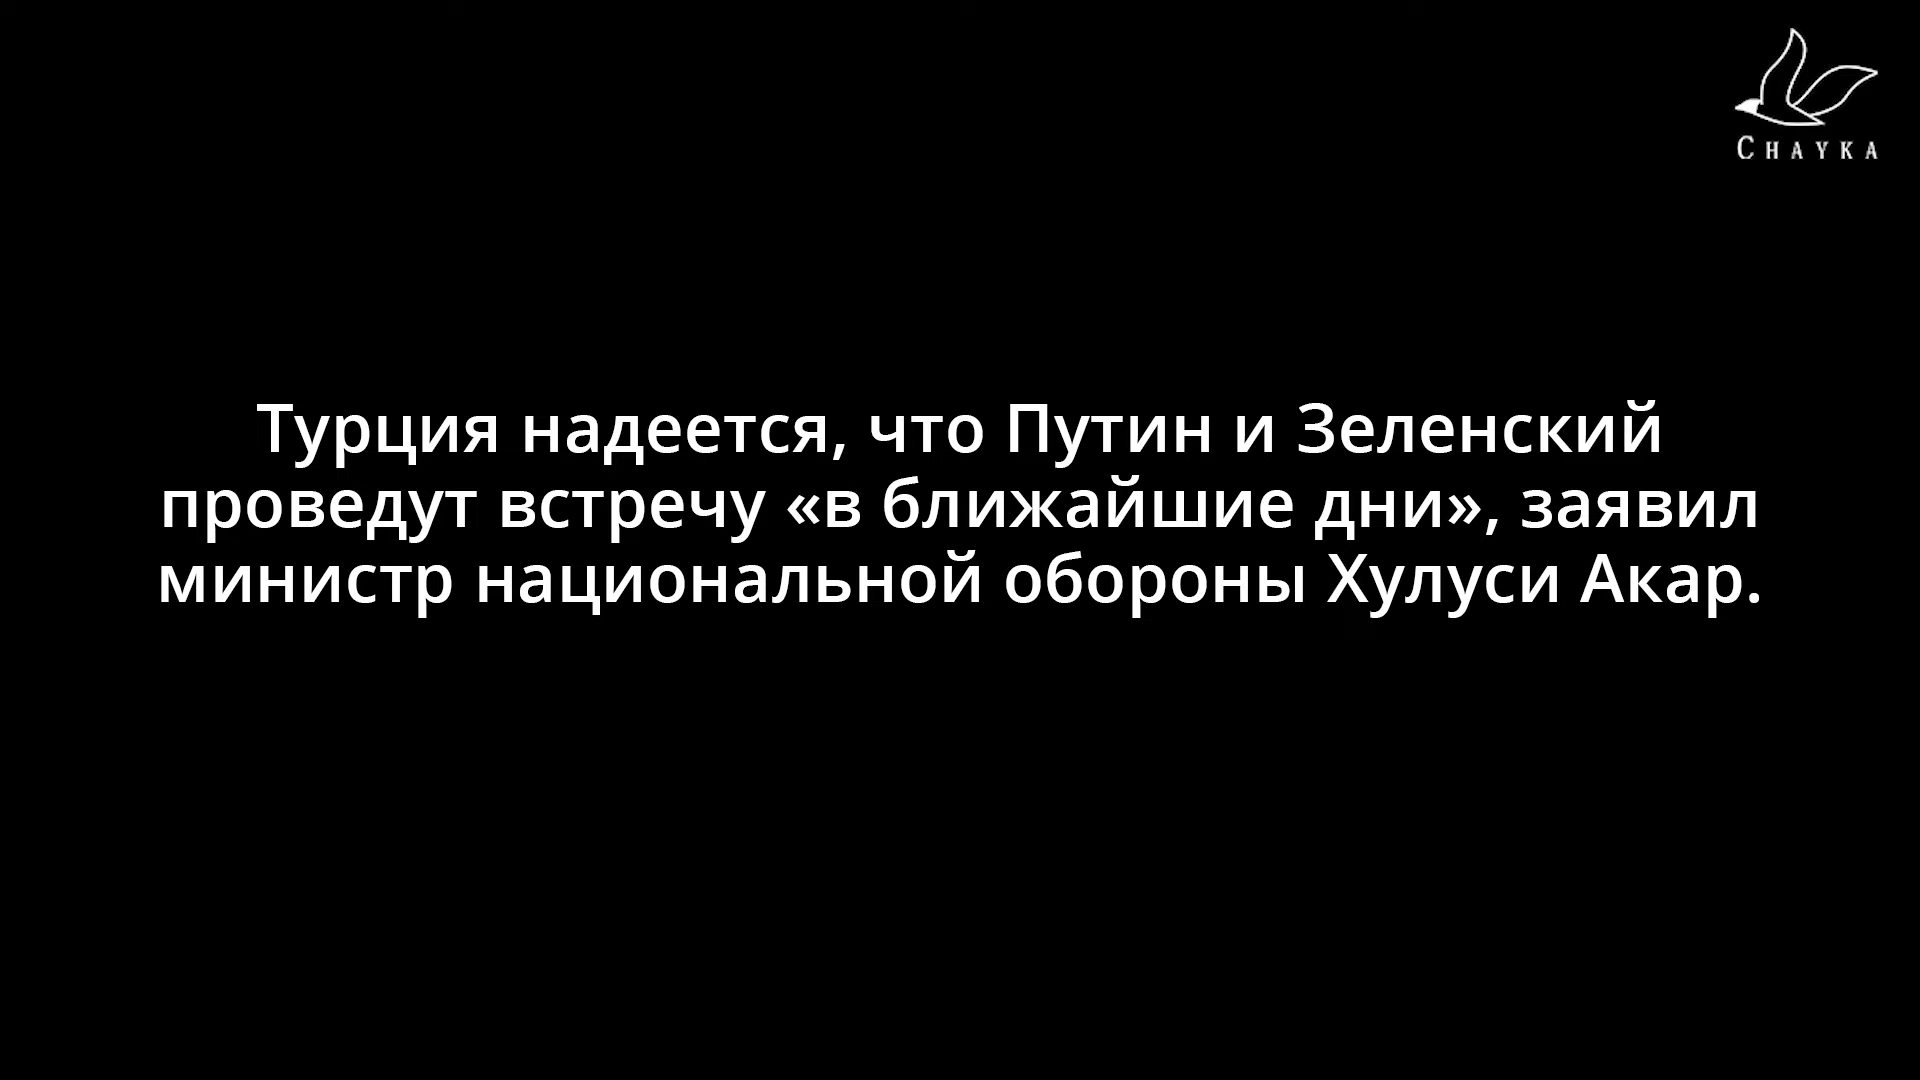 CHAYKA
Турция надеется, что Путин и Зеленский
проведут встречу «в ближайшие дни», заявил
министр национальной обороны Хулуси Акар.